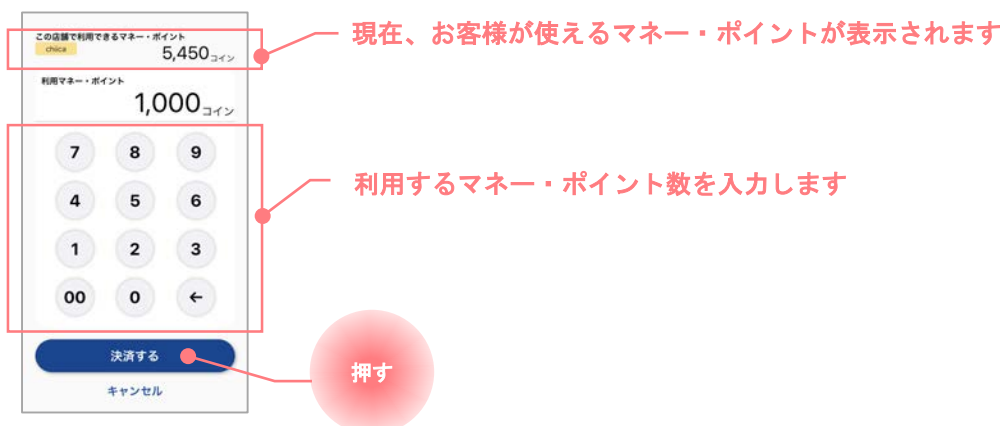 この店舗で利用できるマネー・ポイント
chiica
5,450コイン
現在、お客様が使えるマネー・ポイントが表示されます
利用マネー・ポイント
1,000コイン
7 8 9
利用するマネー・ポイント数を入力します
4 5 6
1 2 3
00 0 ←
決済する
押す
キャンセル